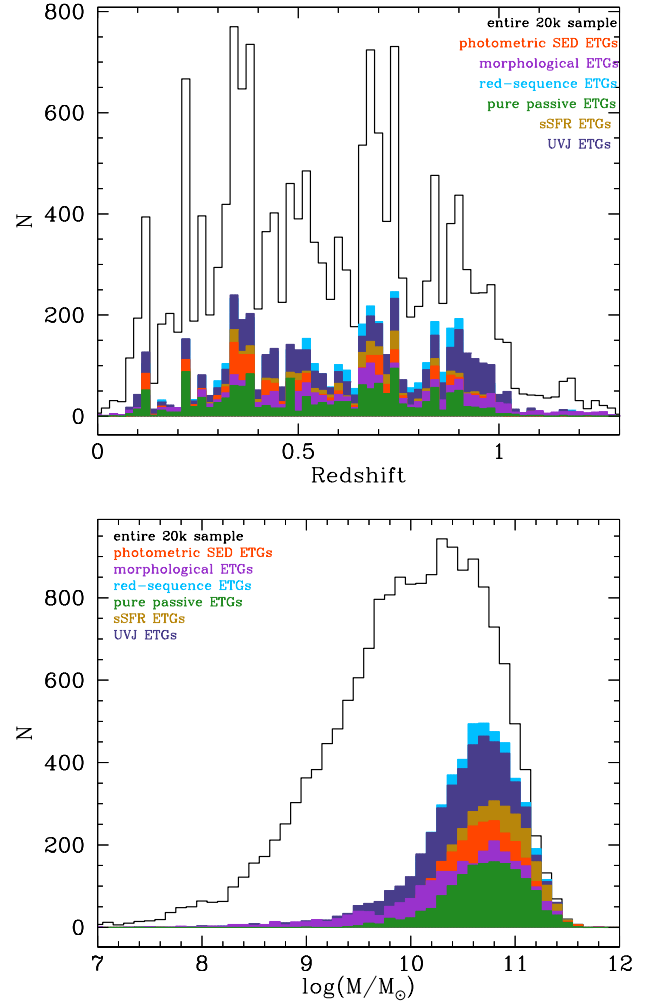 800
600
400
200
0
N
entire 20k sample
photometric SED ETGs
morphological ETGs
red-sequence ETGs
pure passive ETGs
sSFR ETGs
UVJ ETGs
0 0.5 1
Redshift
entire 20k sample
photometric SED ETGs
morphological ETGs
red-sequence ETGs
pure passive ETGs
sSFR ETGs
UVJ ETGs
800
600
400
200
0
N
7 8 9 10 11 12
log(M/M⊙)